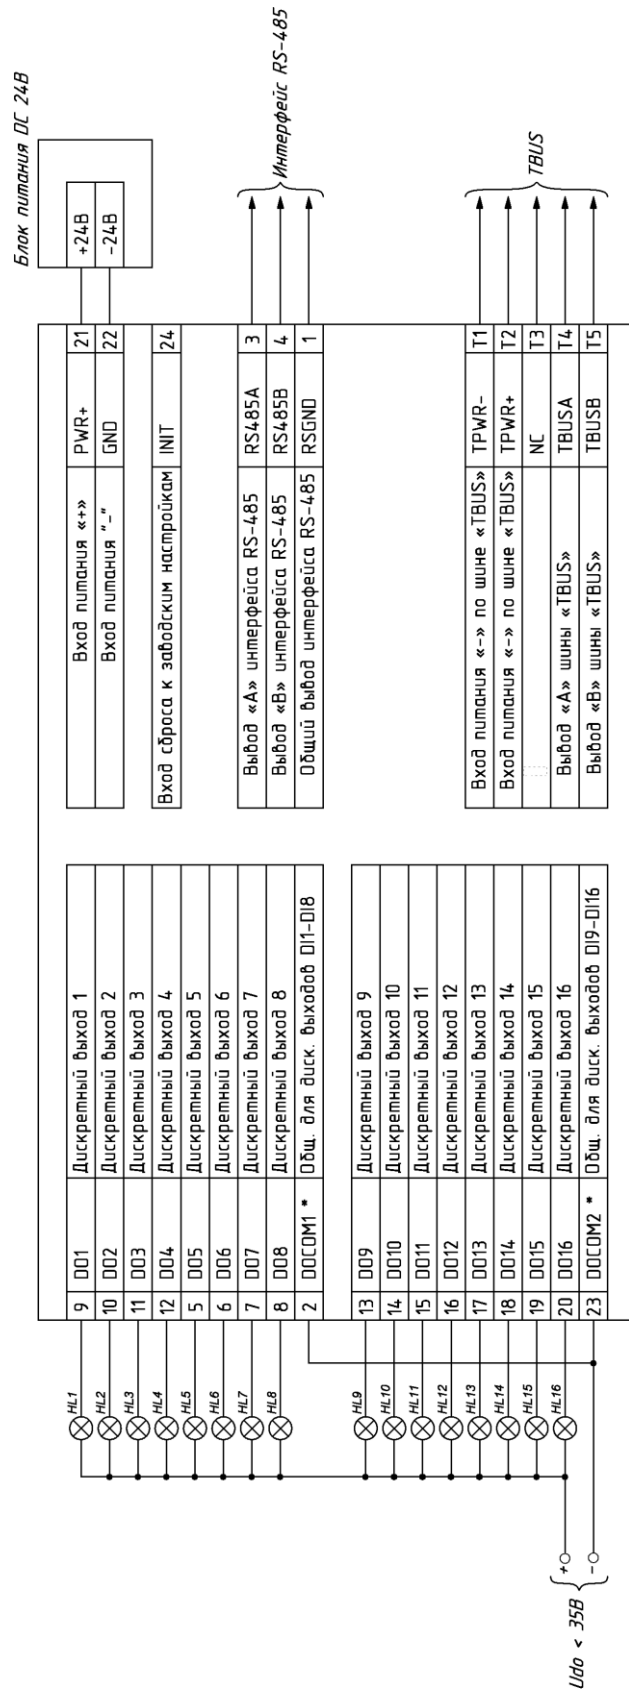 Блок питания DC 24В
+24В
-24В
21 PWR+ Вход питания «+»
22 GND Вход питания "_"
24 INIT Вход сброса к заводским настройкам
3 RS485A Вывод «А» интерфейса RS-485
4 RS485B Вывод «В» интерфейса RS-485
1 RSGND Общий вывод интерфейса RS-485
Интерфейс RS-485
T1 TPWR- Вход питания «-» по шине «TBUS»
T2 TPWR+ Вход питания «-» по шине «TBUS»
T3 NC
T4 TBUSA Вывод «А» шины «TBUS»
T5 TBUSB Вывод «В» шины «TBUS»
TBUS
HL1 9 DO1 Дискретный выход 1
HL2 10 DO2 Дискретный выход 2
HL3 11 DO3 Дискретный выход 3
HL4 12 DO4 Дискретный выход 4
HL5 5 DO5 Дискретный выход 5
HL6 6 DO6 Дискретный выход 6
HL7 7 DO7 Дискретный выход 7
HL8 8 DO8 Дискретный выход 8
2 DOCOM1 * Общ. для диск. выходов DI1-DI8
HL9 13 DO9 Дискретный выход 9
HL10 14 DO10 Дискретный выход 10
HL11 15 DO11 Дискретный выход 11
HL12 16 DO12 Дискретный выход 12
HL13 17 DO13 Дискретный выход 13
HL14 18 DO14 Дискретный выход 14
HL15 19 DO15 Дискретный выход 15
HL16 20 DO16 Дискретный выход 16
23 DOCOM2 * Общ. для диск. выходов DI9-DI16
+
-
Udo < 35В